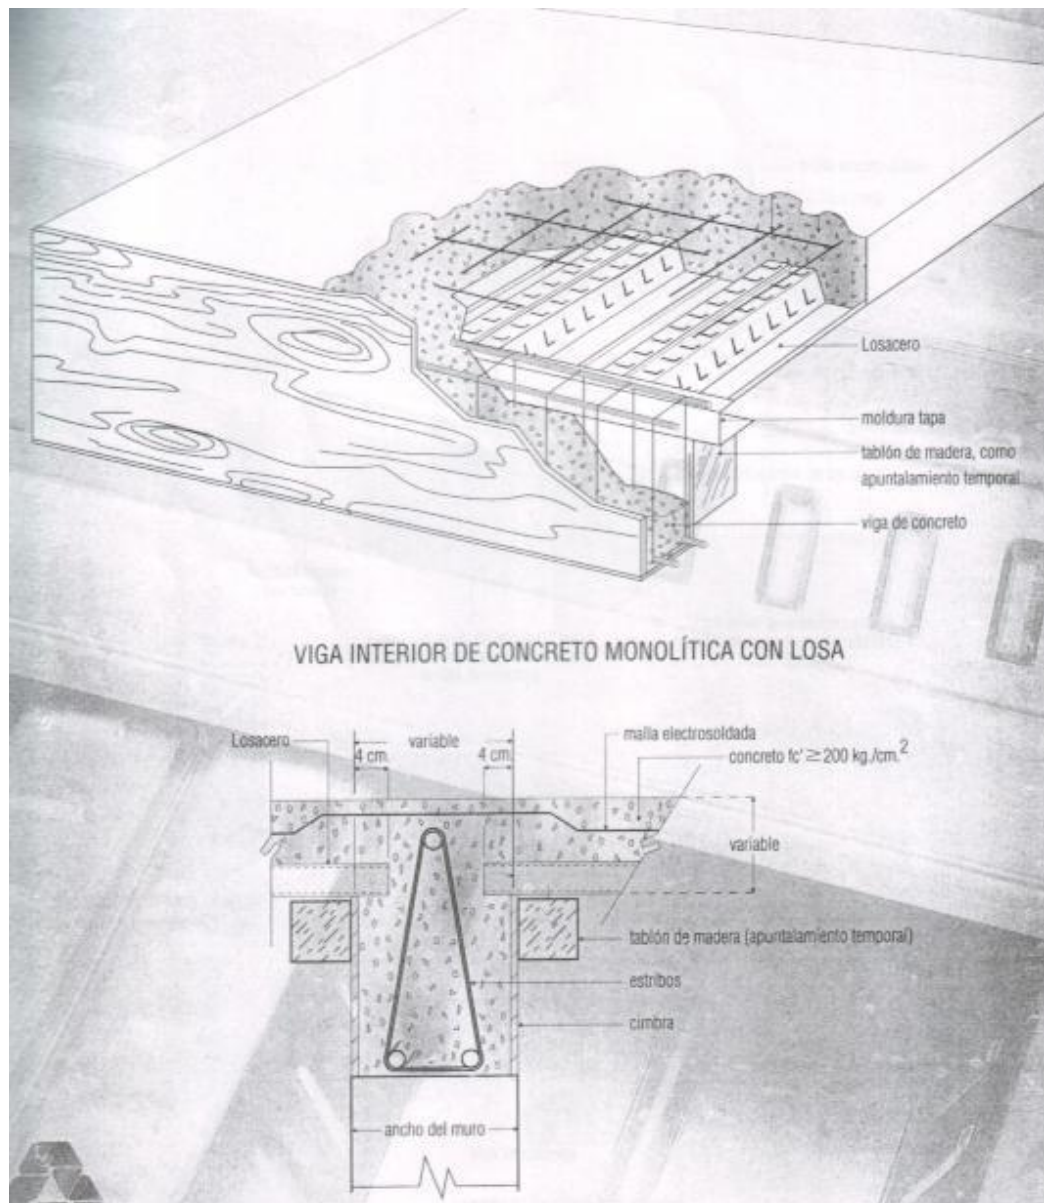 Losacero
moldura tapa
tablón de madera, como
apuntalamiento temporal
viga de concreto
VIGA INTERIOR DE CONCRETO MONOLÍTICA CON LOSA
Losacero
variable
malla electrosoldada
4 cm.
4 cm.
concreto fc' ≥ 200 kg./cm.²
variable
tablón de madera (apuntalamiento temporal)
estribos
cimbra
ancho del muro